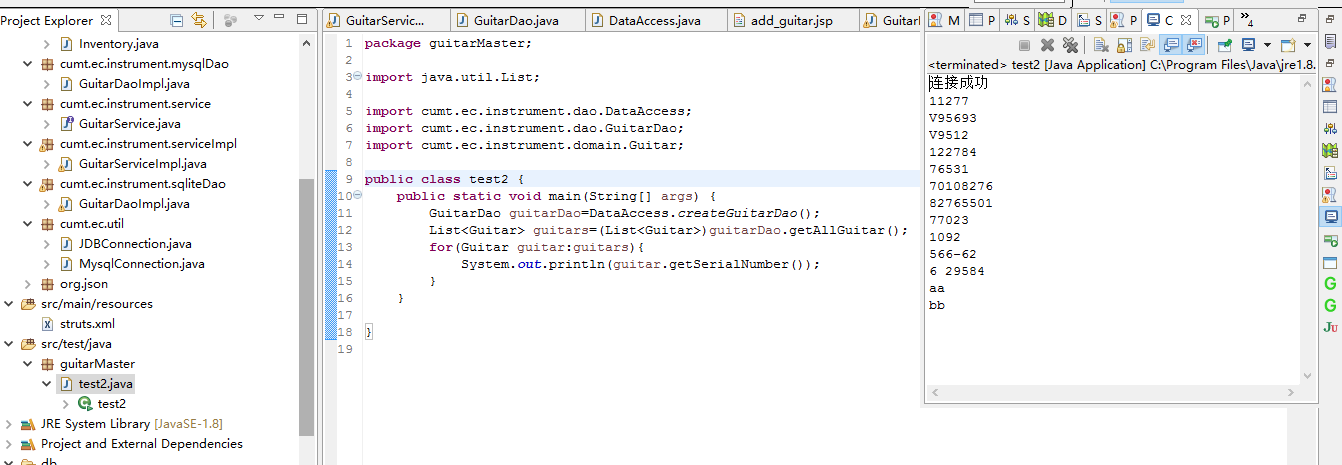 Project Explorer
Inventory.java
cumt.ec.instrument.mysqlDao
GuitarDaoImpl.java
cumt.ec.instrument.service
GuitarService.java
cumt.ec.instrument.serviceImpl
GuitarServiceImpl.java
cumt.ec.instrument.sqliteDao
GuitarDaoImpl.java
cumt.ec.util
JDBConnection.java
MysqlConnection.java
org.json
src/main/resources
struts.xml
src/test/java
guitarMaster
test2.java
test2
JRE System Library [JavaSE-1.8]
Project and External Dependencies
db
GuitarServic... GuitarDao.java DataAccess.java add_guitar.jsp Guitar
1 package guitarMaster;
2
3 import java.util.List;
4
5 import cumt.ec.instrument.dao.DataAccess;
6 import cumt.ec.instrument.dao.GuitarDao;
7 import cumt.ec.instrument.domain.Guitar;
8
9 public class test2 {
10 public static void main(String[] args) {
11 GuitarDao guitarDao=DataAccess.createGuitarDao();
12 List<Guitar> guitars=(List<Guitar>)guitarDao.getAllGuitar();
13 for(Guitar guitar:guitars){
14 System.out.println(guitar.getSerialNumber());
15 }
16 }
17
18 }
19
M P S D S P C P 4
<terminated> test2 [Java Application] C:\Program Files\Java\jre1.8.
连接成功
11277
V95693
V9512
122784
76531
70108276
82765501
77023
1092
566-62
6 29584
aa
bb
G
G
JU